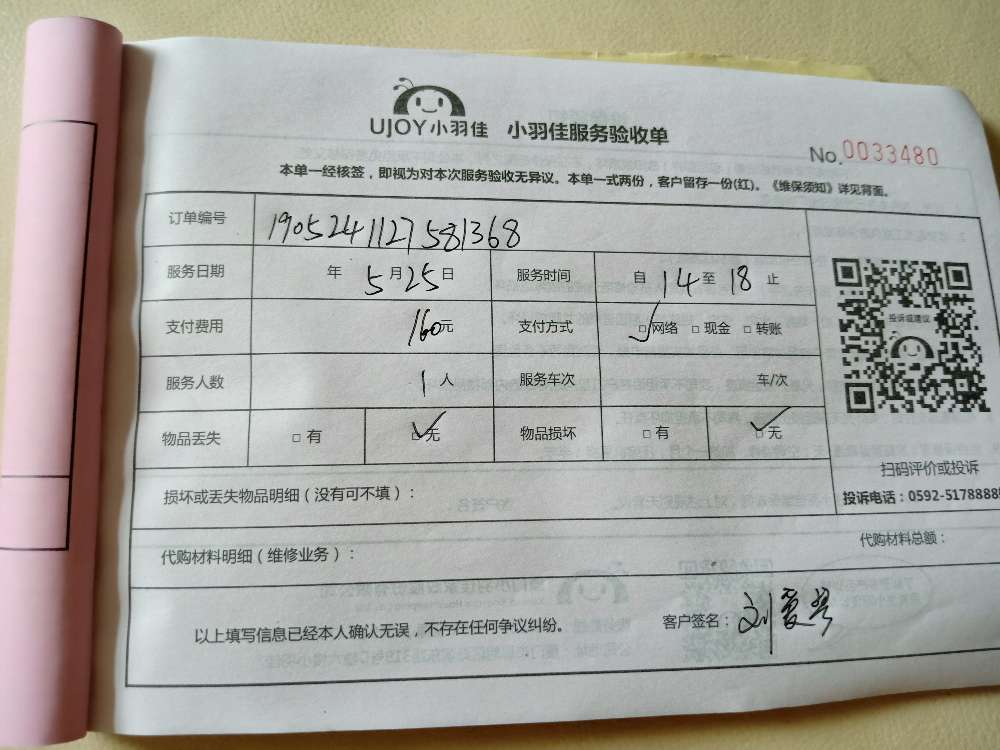 UJOY小羽佳 小羽佳服务验收单
No.0033480
本单一经核签，即视为对本次服务验收无异议。本单一式两份，客户留存一份(红)。《维保须知》详见背面。
订单编号 1905241127581368
服务日期 年 5月25日 服务时间 自 14 至 18 止
支付费用 160元 支付方式 ☑网络 □现金 □转账
投诉或建议
服务人数 1人 服务车次 车/次
物品丢失 □有 ☑无 物品损坏 □有 ☑无
扫码评价或投诉
投诉电话：0592-5178888
损坏或丢失物品明细（没有可不填）：
代购材料明细（维修业务）：
代购材料总额：
以上填写信息已经本人确认无误，不存在任何争议纠纷。
客户签名：刘爱琴